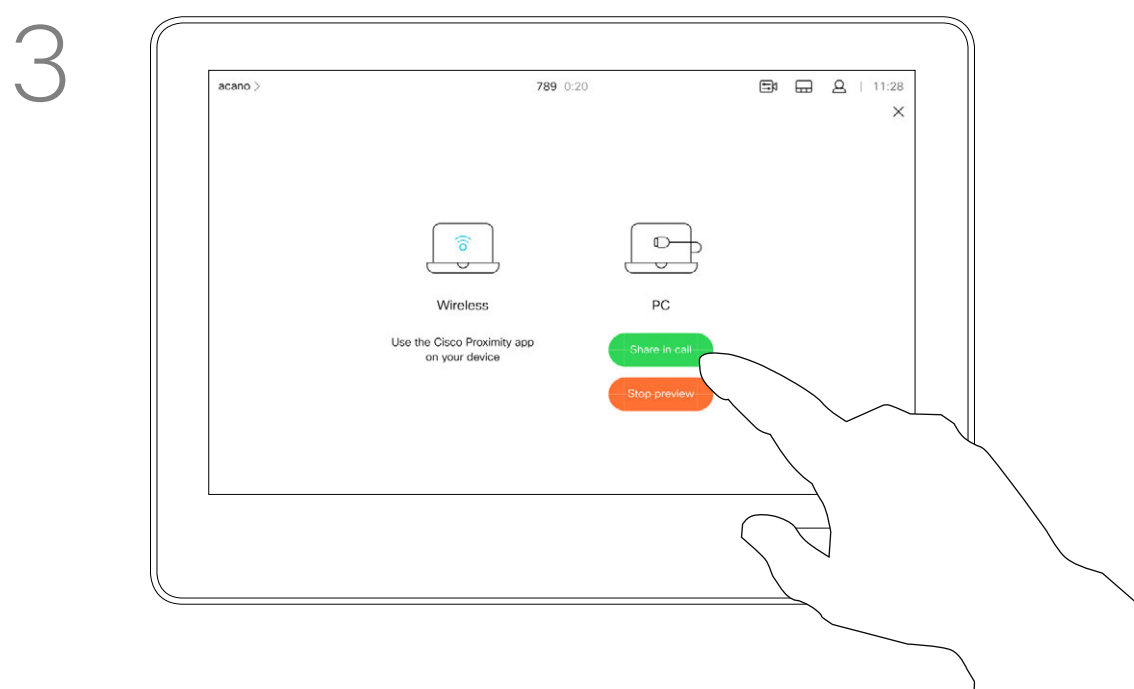 3
acano >
789 0:20
11:28
Wireless
PC
Use the Cisco Proximity app
on your device
Share in call
Stop preview